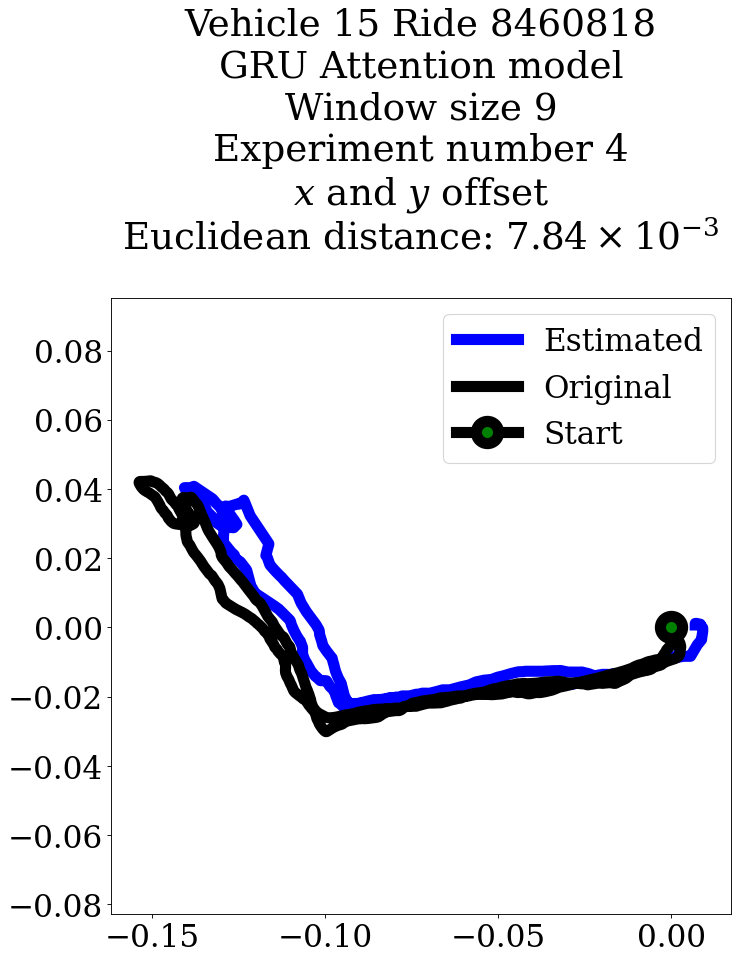 Vehicle 15 Ride 8460818
GRU Attention model
Window size 9
Experiment number 4
x and y offset
Euclidean distance: 7.84 × 10⁻³
Estimated
Original
Start
0.08
0.06
0.04
0.02
0.00
−0.02
−0.04
−0.06
−0.08
−0.15 −0.10 −0.05 0.00